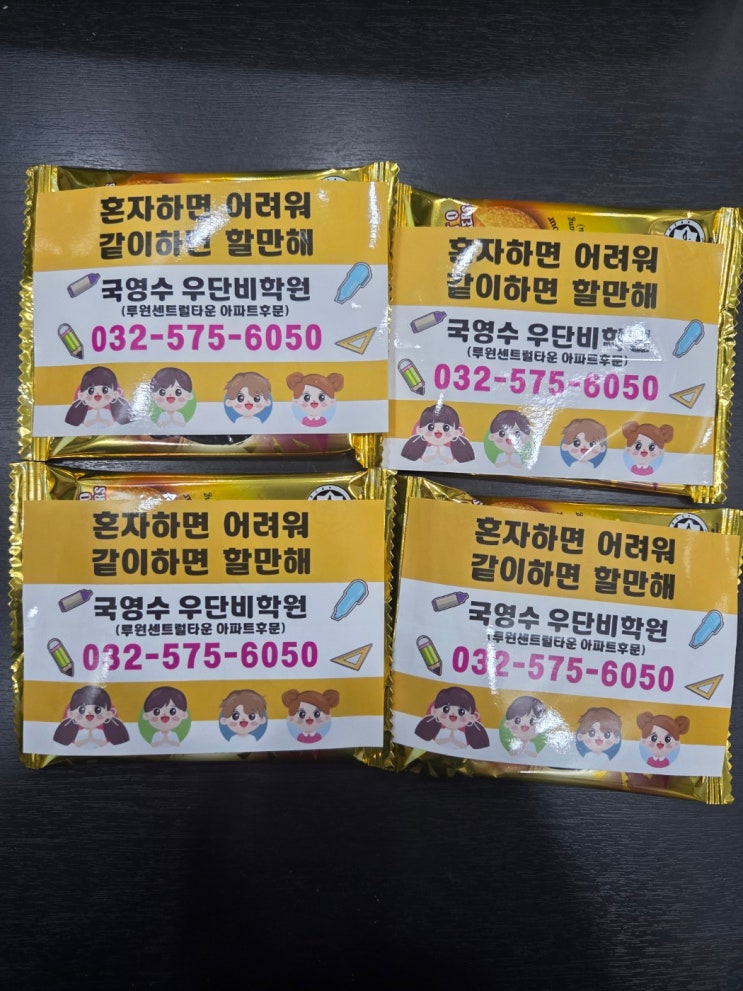 혼자하면 어려워
같이하면 할만해
국영수 우단비학원
(루원센트럴타운 아파트후문)
032-575-6050
혼자하면 어려워
같이하면 할만해
국영수 우단비학원
(루원센트럴타운 아파트후문)
032-575-6050
혼자하면 어려워
같이하면 할만해
국영수 우단비학원
(루원센트럴타운 아파트후문)
032-575-6050
혼자하면 어려워
같이하면 할만해
국영수 우단비학원
(루원센트럴타운 아파트후문)
032-575-6050